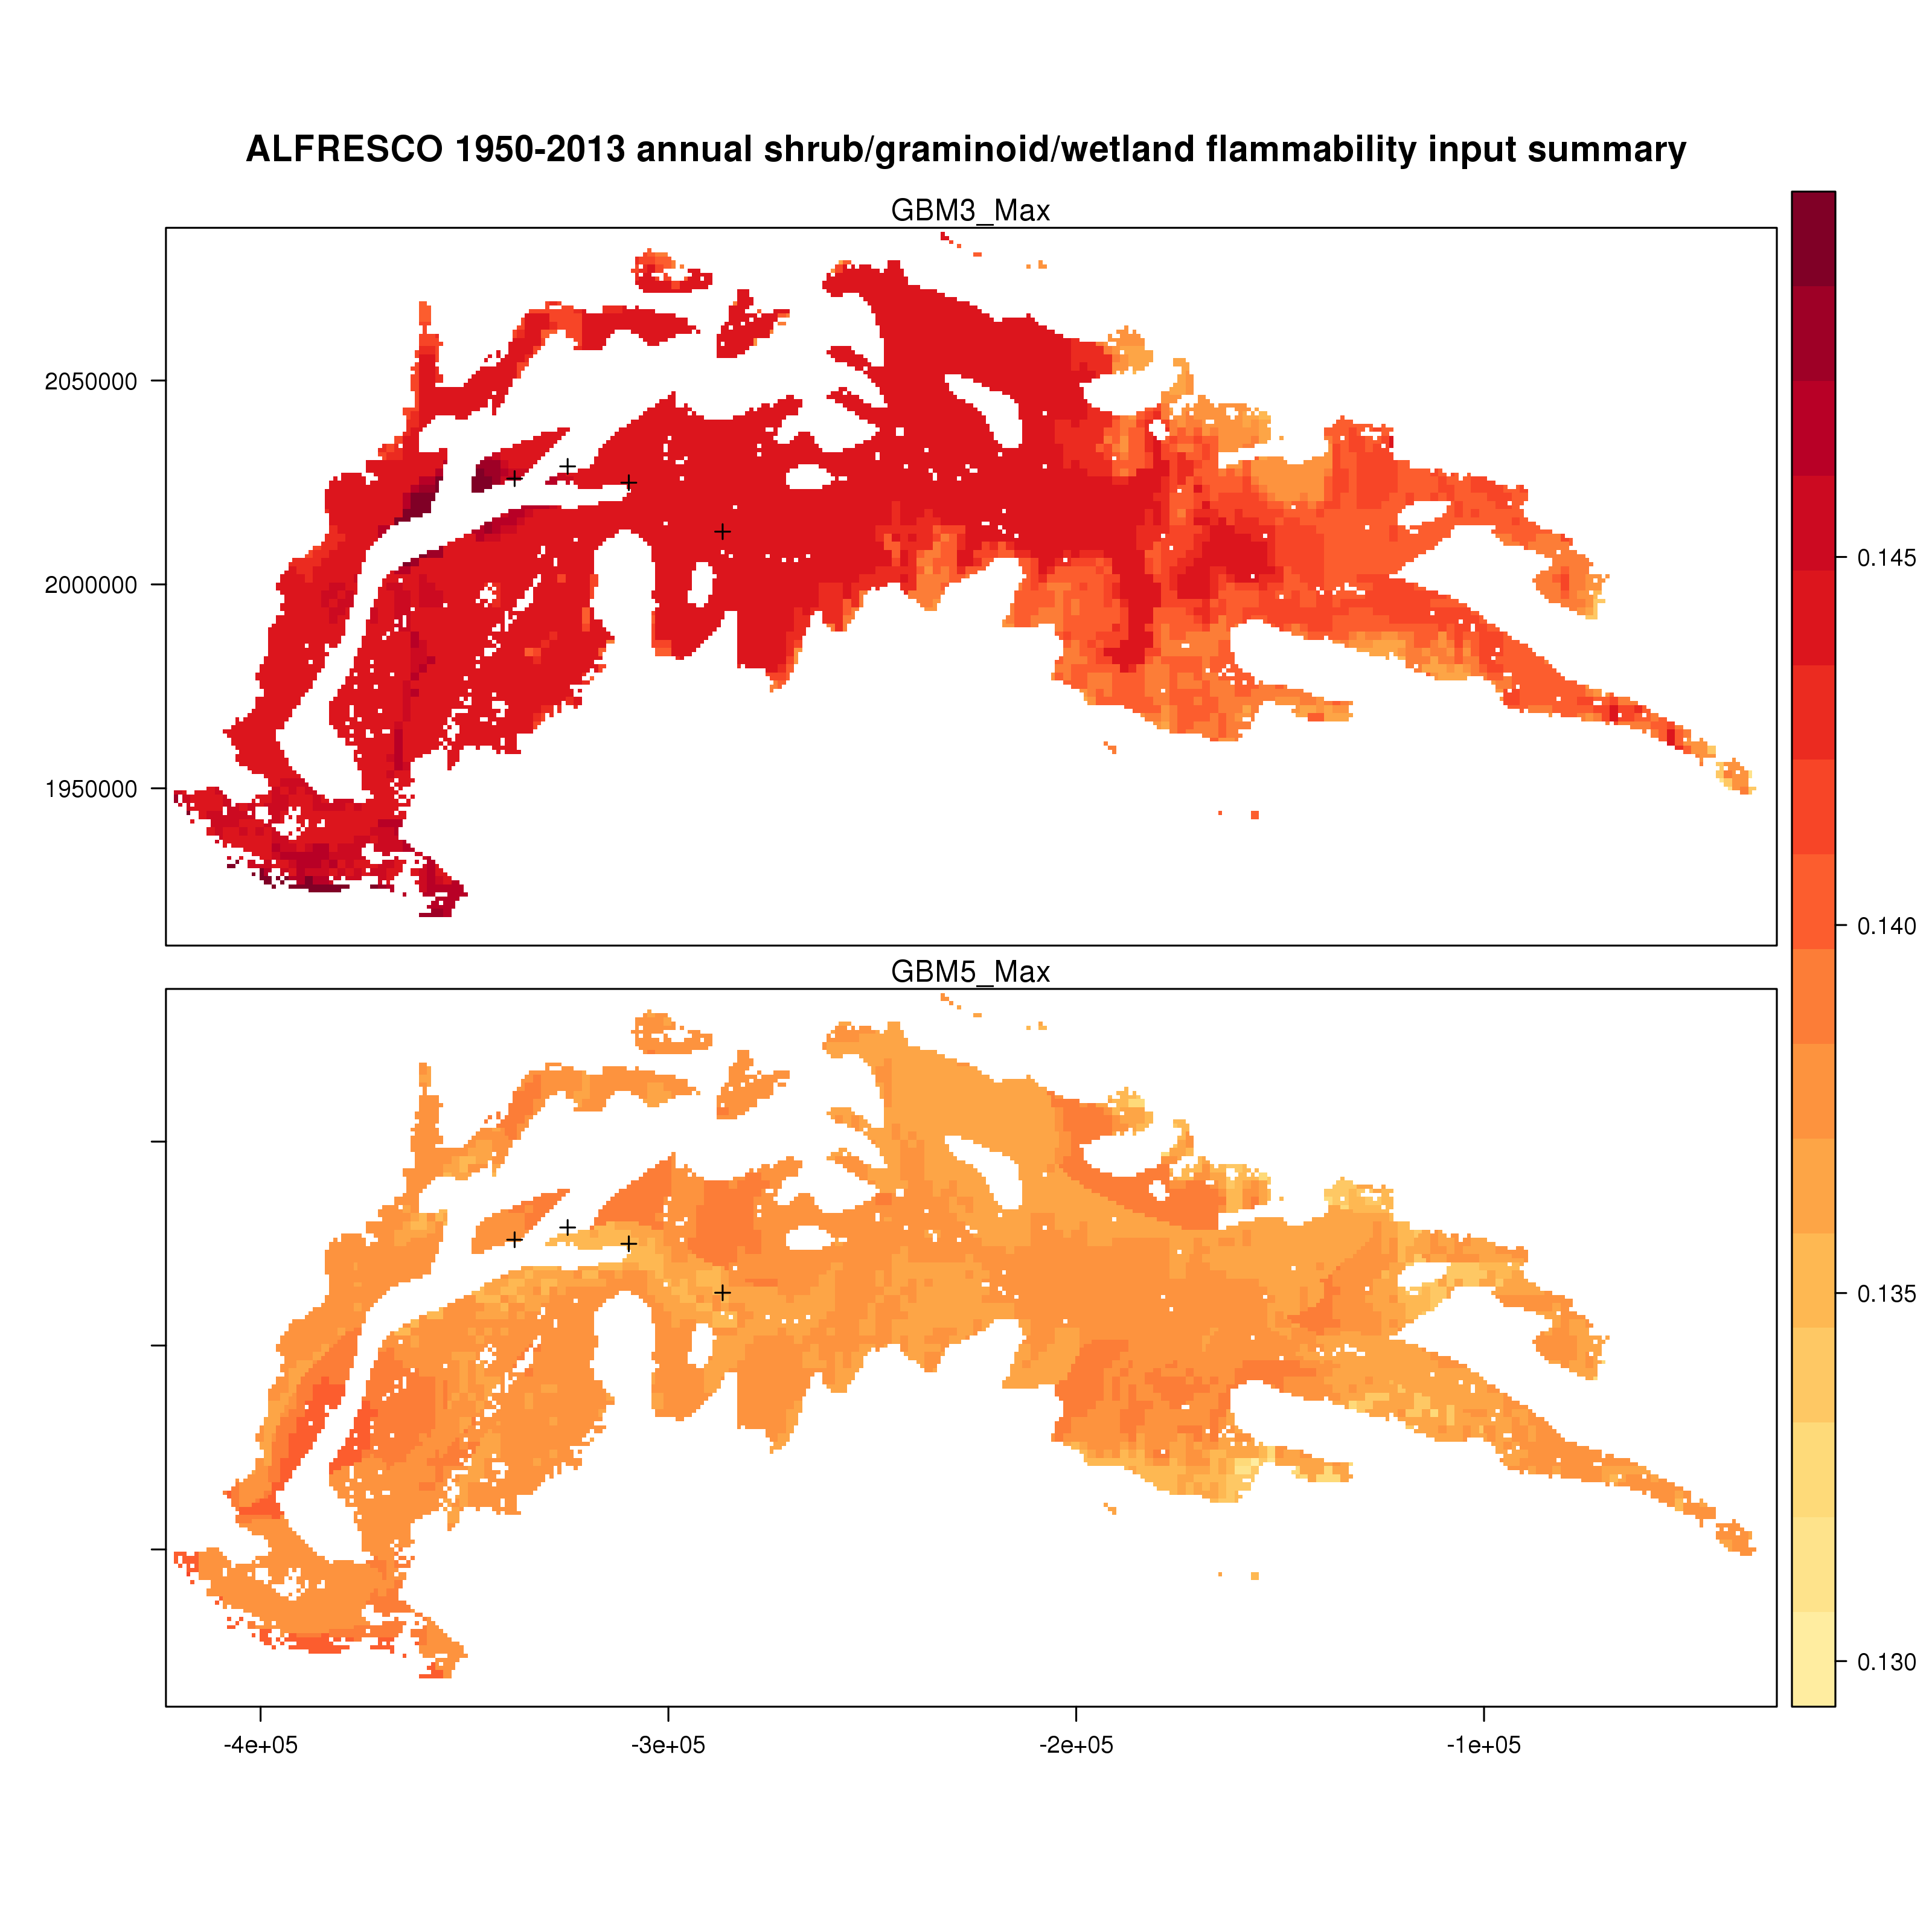 ALFRESCO 1950-2013 annual shrub/graminoid/wetland flammability input summary
GBM3_Max
2050000
2000000
1950000
0.145
0.140
GBM5_Max
0.135
0.130
-4e+05 -3e+05 -2e+05 -1e+05